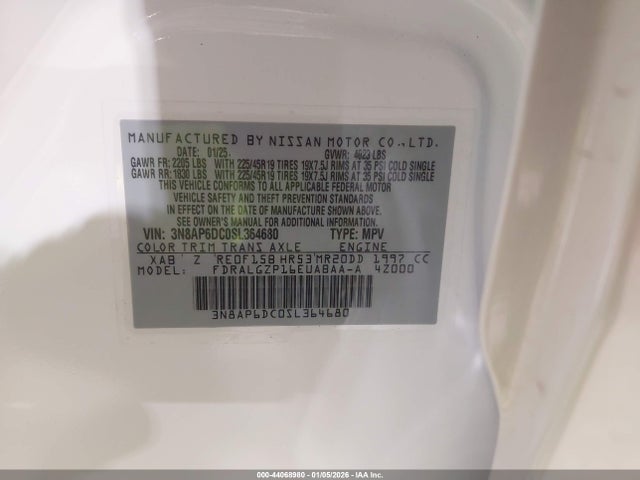 MANUFACTURED BY NISSAN MOTOR CO.,LTD.
DATE: 01/25 GVWR: 4023 LBS
GAWR FR: 2205 LBS WITH 225/45R19 TIRES 19X7.5J RIMS AT 35 PSI COLD SINGLE
GAWR RR: 1930 LBS WITH 225/45R19 TIRES 19X7.5J RIMS AT 35 PSI COLD SINGLE
THIS VEHICLE CONFORMS TO ALL APPLICABLE FEDERAL MOTOR
VEHICLE SAFETY AND THEFT PREVENTION STANDARDS
IN EFFECT ON THE DATE OF MANUFACTURE SHOWN ABOVE.
SEE OWNER'S MANUAL FOR ADDITIONAL INFORMATION
VIN: 3N8AP6DC0SL364680 TYPE: MPV
COLOR TRIM TRANS AXLE ENGINE
XAB Z RE0F15B HR53 MR20DD 1997 CC
MODEL: FDRALGZP16EUABAA-A 4Z000
3N8AP6DC0SL364680
000-44068980 - 01/05/2026 - IAA Inc.